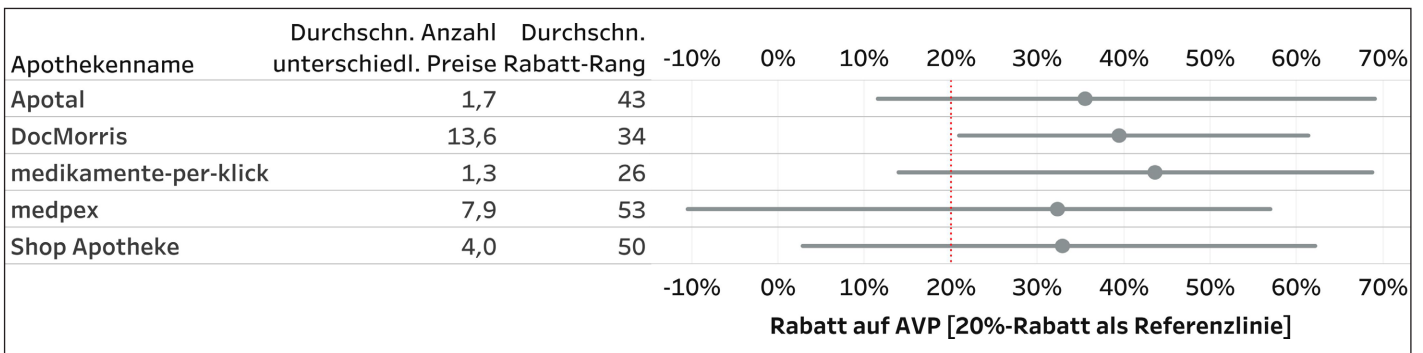 Durchschn. Anzahl Durchschn.
Apothekenname unterschiedl. Preise Rabatt-Rang -10% 0% 10% 20% 30% 40% 50% 60% 70%
Apotal 1,7 43
DocMorris 13,6 34
medikamente-per-klick 1,3 26
medpex 7,9 53
Shop Apotheke 4,0 50
-10% 0% 10% 20% 30% 40% 50% 60% 70%
Rabatt auf AVP [20%-Rabatt als Referenzlinie]